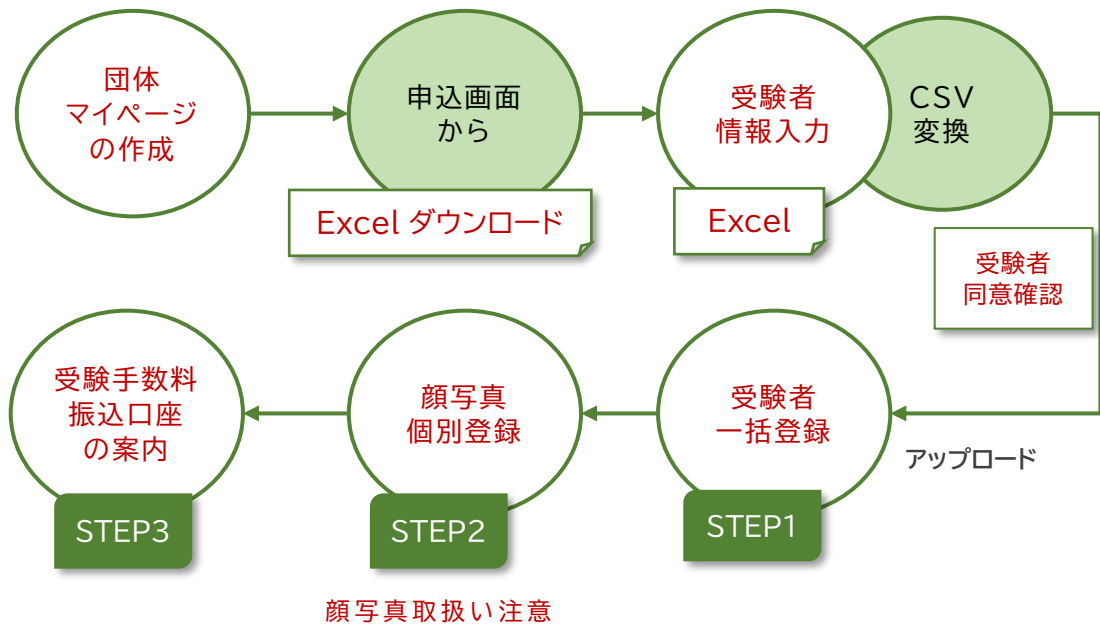 団体
マイページ
の作成
申込画面
から
Excel ダウンロード
受験者
情報入力
Excel
CSV
変換
受験者
同意確認
アップロード
受験者
一括登録
STEP1
顔写真
個別登録
STEP2
顔写真取扱い注意
受験手数料
振込口座
の案内
STEP3